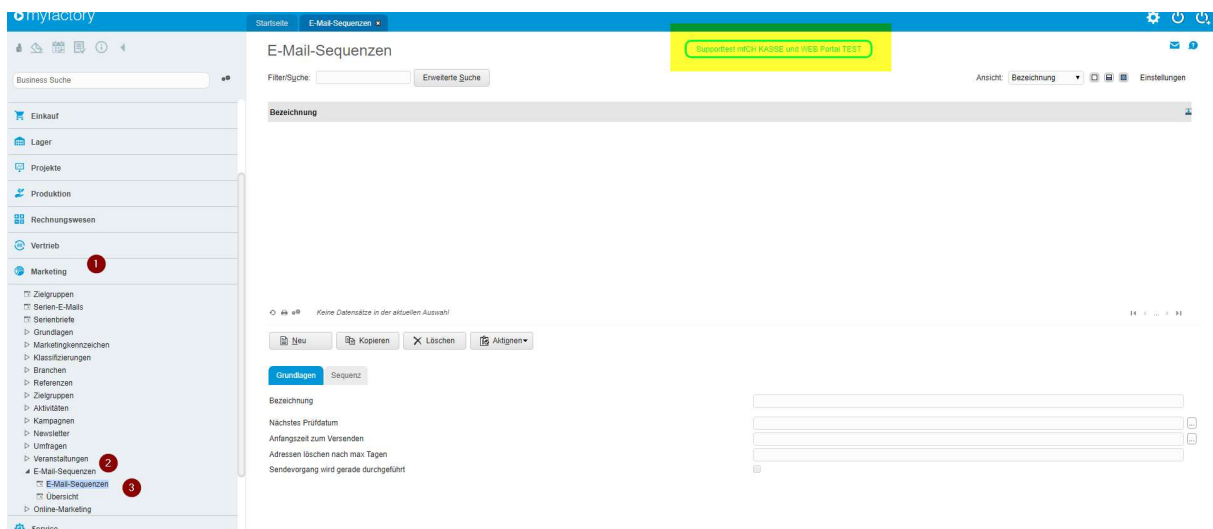 myfactory
Startseite
E-Mail-Sequenzen
E-Mail-Sequenzen
Supporttest mfCH KASSE und WEB Portal TEST
Business Suche
Filter/Suche:
Erweiterte Suche
Ansicht:
Bezeichnung
Einstellungen
Bezeichnung
Einkauf
Lager
Projekte
Produktion
Rechnungswesen
Vertrieb
Marketing
1
Zielgruppen
Serien-E-Mails
Serienbriefe
Grundlagen
Marketingkennzeichen
Klassifizierungen
Branchen
Referenzen
Zielgruppen
Aktivitäten
Kampagnen
Newsletter
Umfragen
Veranstaltungen
2
E-Mail-Sequenzen
E-Mail-Sequenzen
3
Übersicht
Online-Marketing
Service
Keine Datensätze in der aktuellen Auswahl
...
Neu
Kopieren
Löschen
Aktionen
Grundlagen
Sequenz
Bezeichnung
Nächstes Prüfdatum
Anfangszeit zum Versenden
Adressen löschen nach max Tagen
Sendevorgang wird gerade durchgeführt